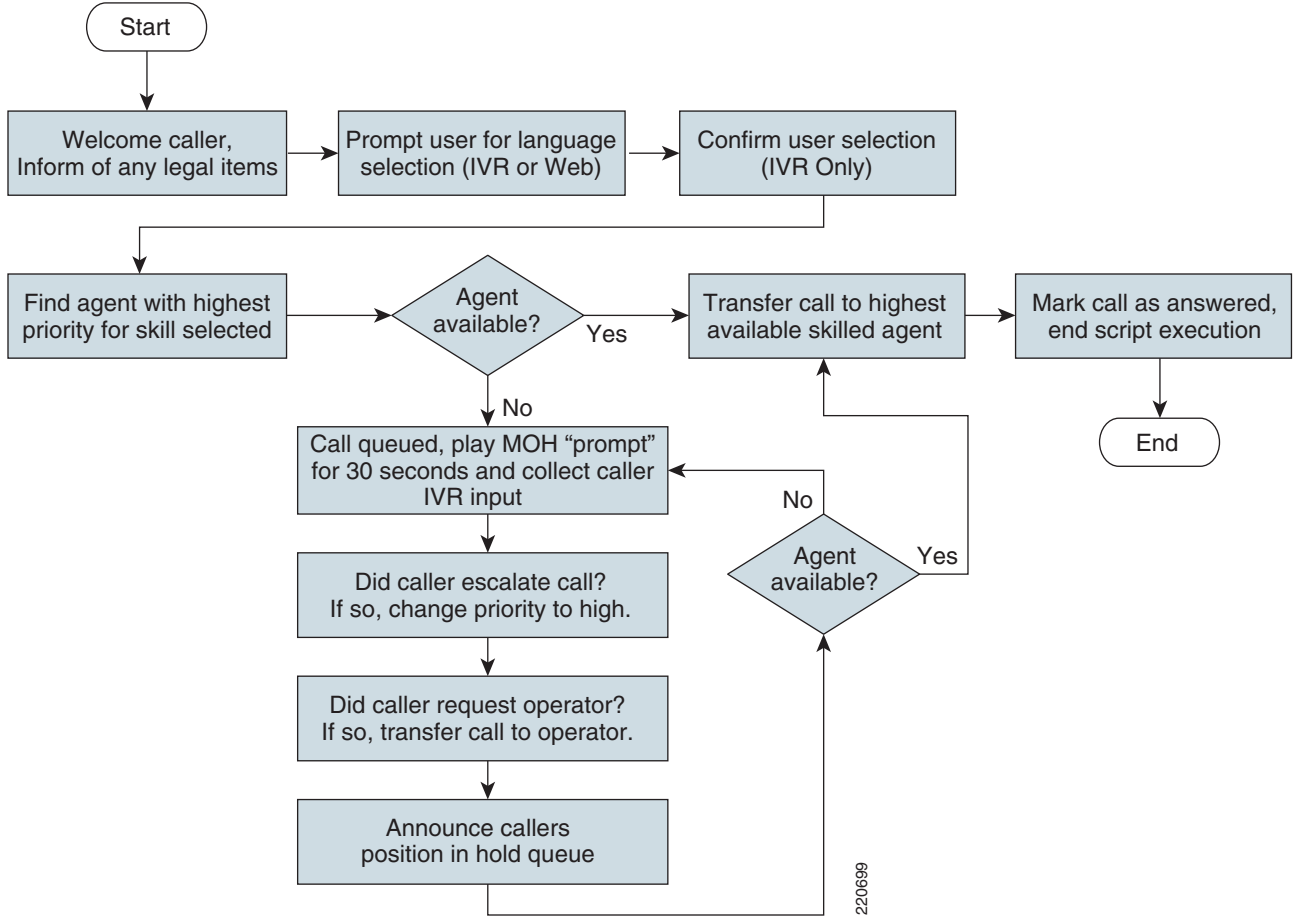 Start
Welcome caller,
Inform of any legal items
Prompt user for language
selection (IVR or Web)
Confirm user selection
(IVR Only)
Find agent with highest
priority for skill selected
Agent
available?
Yes
Transfer call to highest
available skilled agent
Mark call as answered,
end script execution
No
End
Call queued, play MOH “prompt”
for 30 seconds and collect caller
IVR input
No
Agent
available?
Yes
Did caller escalate call?
If so, change priority to high.
Did caller request operator?
If so, transfer call to operator.
Announce callers
position in hold queue
220699